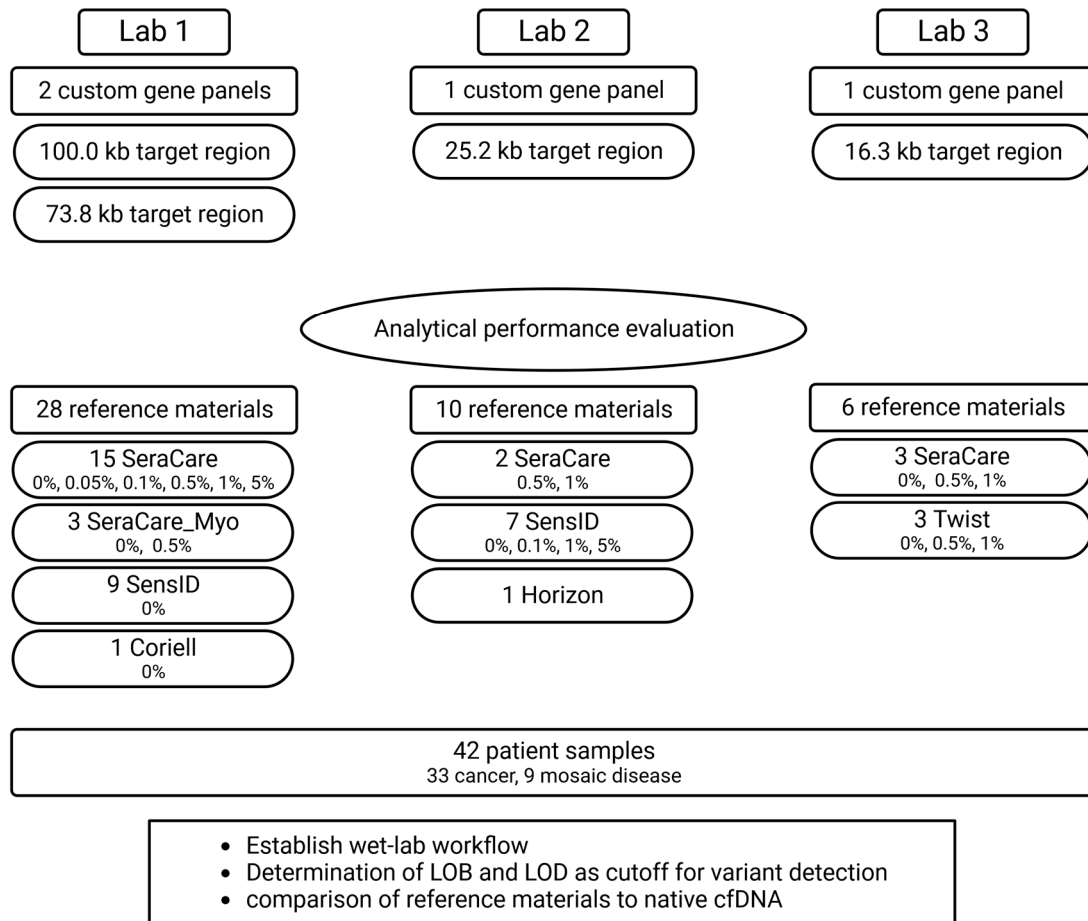 Lab 1
Lab 2
Lab 3
2 custom gene panels
1 custom gene panel
1 custom gene panel
100.0 kb target region
25.2 kb target region
16.3 kb target region
73.8 kb target region
Analytical performance evaluation
28 reference materials
10 reference materials
6 reference materials
15 SeraCare
0%, 0.05%, 0.1%, 0.5%, 1%, 5%
2 SeraCare
0.5%, 1%
3 SeraCare
0%, 0.5%, 1%
3 SeraCare_Myo
0%, 0.5%
7 SensID
0%, 0.1%, 1%, 5%
3 Twist
0%, 0.5%, 1%
9 SensID
0%
1 Horizon
1 Coriell
0%
42 patient samples
33 cancer, 9 mosaic disease
• Establish wet-lab workflow
• Determination of LOB and LOD as cutoff for variant detection
• comparison of reference materials to native cfDNA